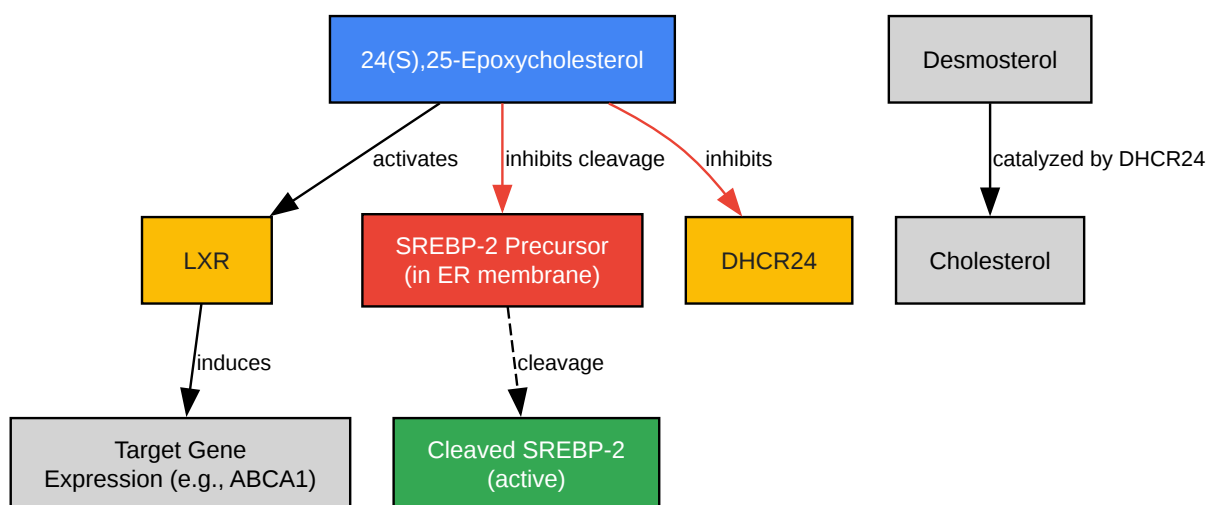 24(S),25-Epoxycholesterol
Desmosterol
activates
inhibits cleavage
inhibits
catalyzed by DHCR24
LXR
SREBP-2 Precursor
(in ER membrane)
DHCR24
Cholesterol
induces
cleavage
Target Gene
Expression (e.g., ABCA1)
Cleaved SREBP-2
(active)